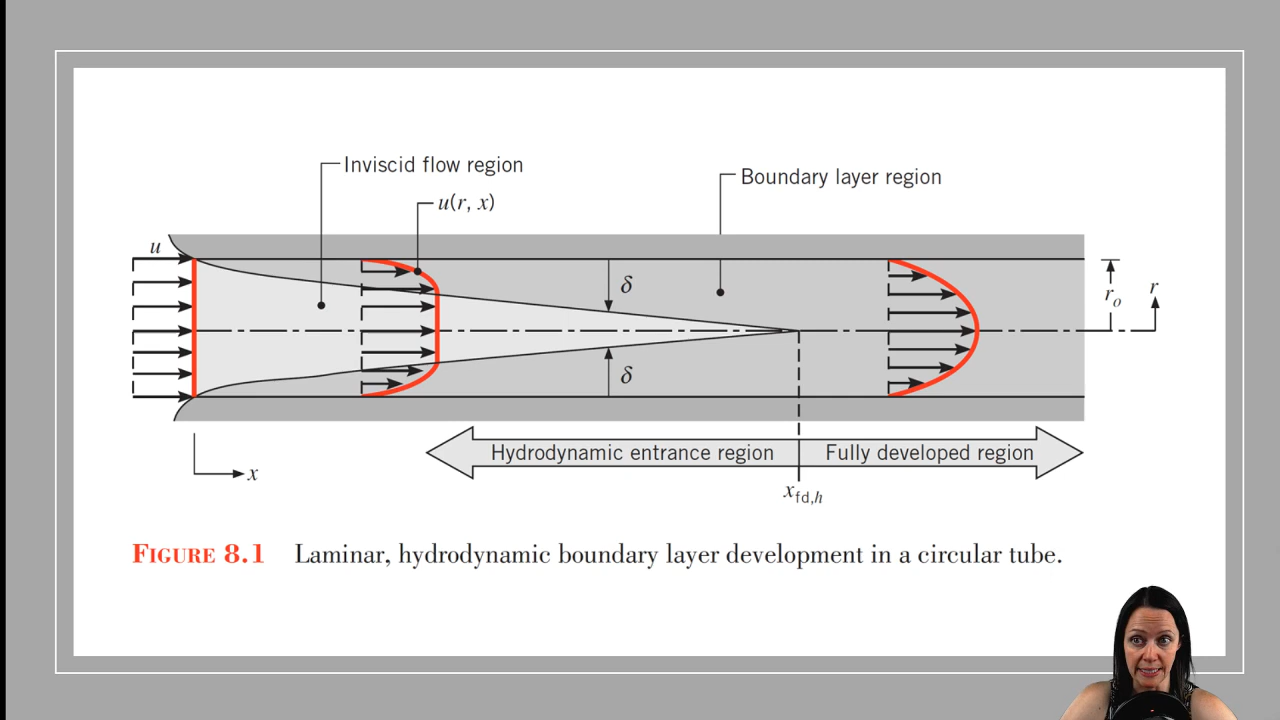 Inviscid flow region
Boundary layer region
u(r, x)
u
δ
r
rₒ
δ
Hydrodynamic entrance region
Fully developed region
x
x_fd,h
FIGURE 8.1 Laminar, hydrodynamic boundary layer development in a circular tube.